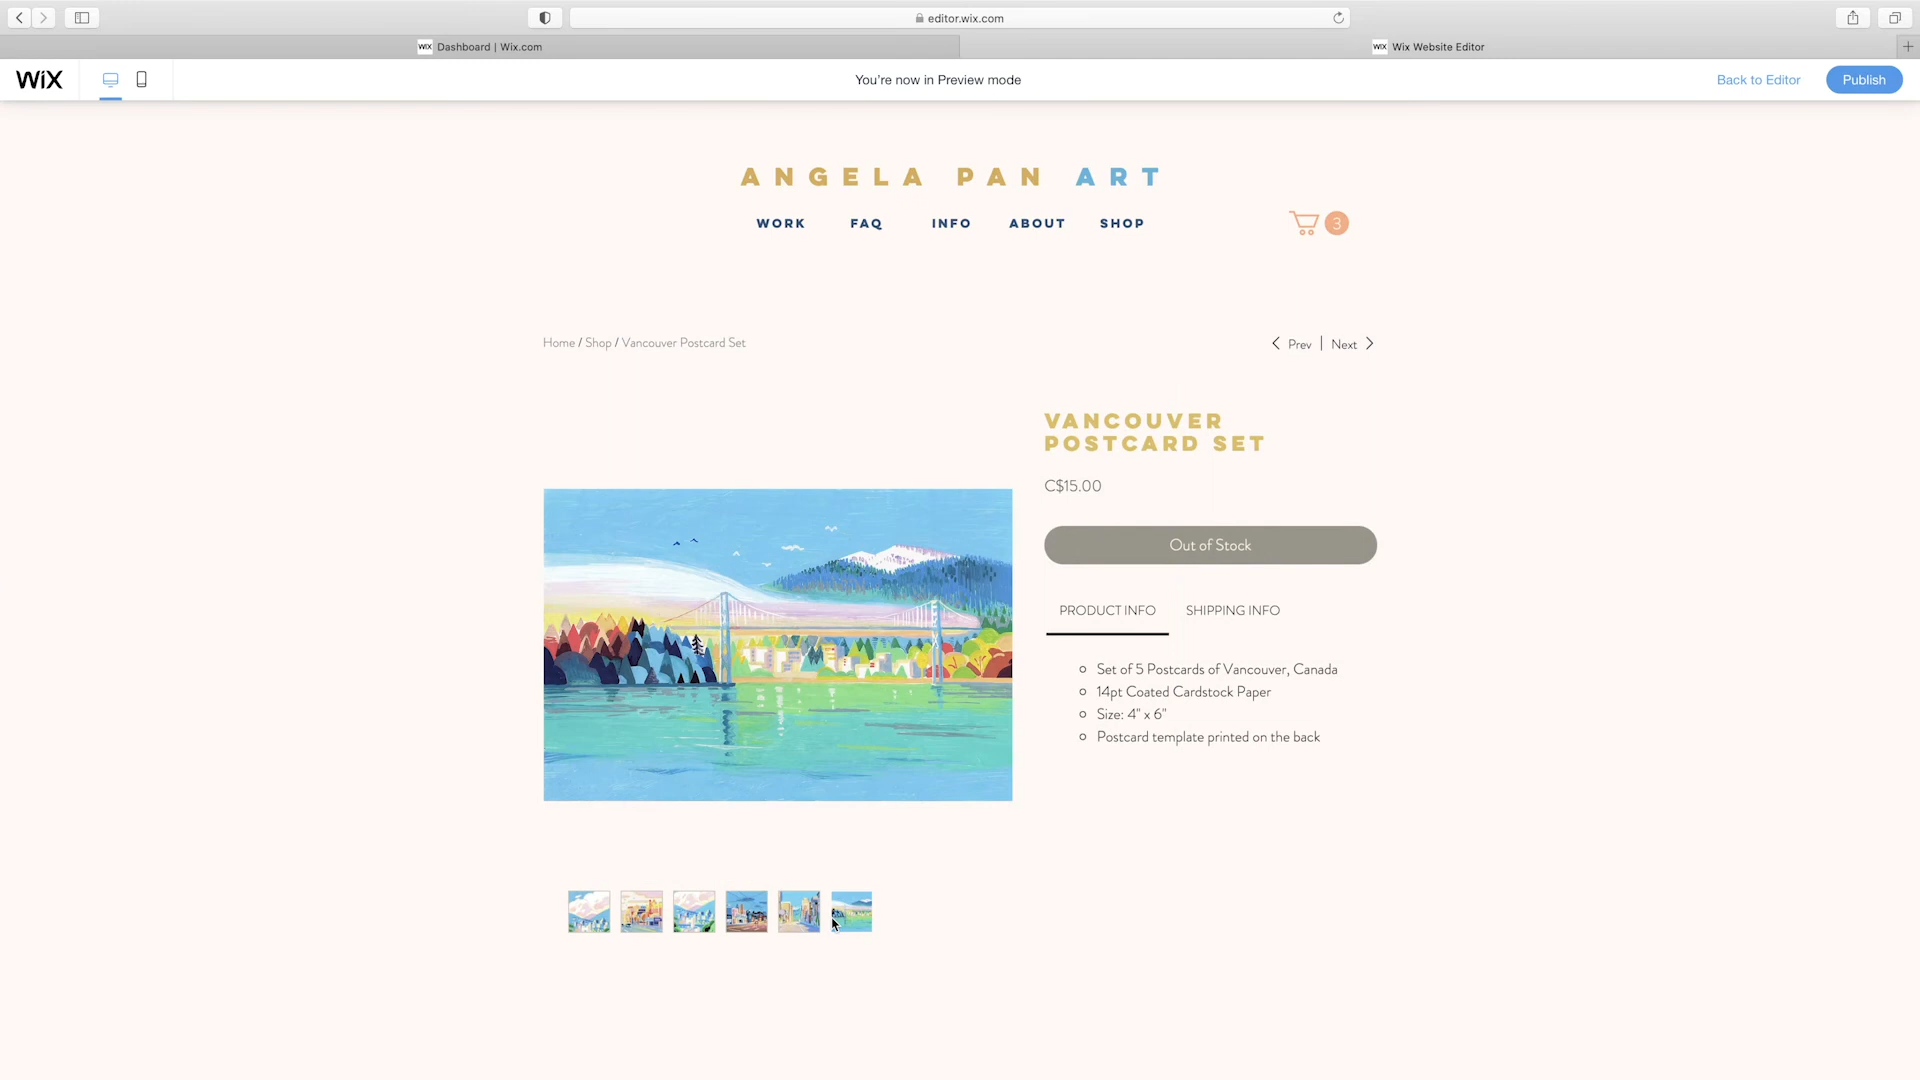 editor.wix.com
WIX Dashboard | Wix.com
WIX Wix Website Editor
WiX
You're now in Preview mode
Back to Editor
Publish
ANGELA PAN ART
WORK FAQ INFO ABOUT SHOP
3
Home / Shop / Vancouver Postcard Set
Prev | Next
VANCOUVER
POSTCARD SET
C$15.00
Out of Stock
PRODUCT INFO SHIPPING INFO
Set of 5 Postcards of Vancouver, Canada
14pt Coated Cardstock Paper
Size: 4" x 6"
Postcard template printed on the back